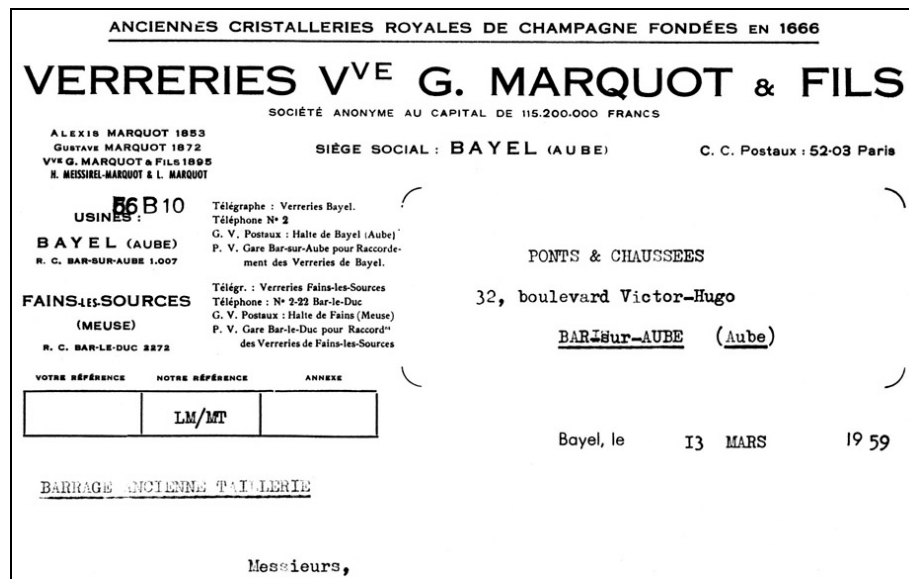 ANCIENNES CRISTALLERIES ROYALES DE CHAMPAGNE FONDÉES EN 1666
VERRERIES VVE G. MARQUOT & FILS
SOCIÉTÉ ANONYME AU CAPITAL DE 115.200.000 FRANCS
ALEXIS MARQUOT 1853
GUSTAVE MARQUOT 1872
VVE G. MARQUOT & FILS 1895
H. MEISSIREL-MARQUOT & L. MARQUOT
SIÈGE SOCIAL : BAYEL (AUBE)
C. C. Postaux : 52-03 Paris
B 10
USINES :
BAYEL (AUBE)
R. C. BAR-SUR-AUBE 1.007
Télégraphe : Verreries Bayel.
Téléphone N° 2
G. V. Postaux : Halte de Bayel (Aube)
P. V. Gare Bar-sur-Aube pour Raccorde-
ment des Verreries de Bayel.
FAINS-LES-SOURCES
(MEUSE)
R. C. BAR-LE-DUC 2272
Télégr. : Verreries Fains-les-Sources
Téléphone : N° 2-22 Bar-le-Duc
G. V. Postaux : Halte de Fains (Meuse)
P. V. Gare Bar-le-Duc pour Raccordt
des Verreries de Fains-les-Sources
PONTS & CHAUSSEES
32, boulevard Victor-Hugo
BAR-sur-AUBE (Aube)
VOTRE RÉFÉRENCE NOTRE RÉFÉRENCE ANNEXE
LM/MT
Bayel, le 13 MARS 1959
BARRAGE ANCIENNE TAILLERIE
Messieurs,